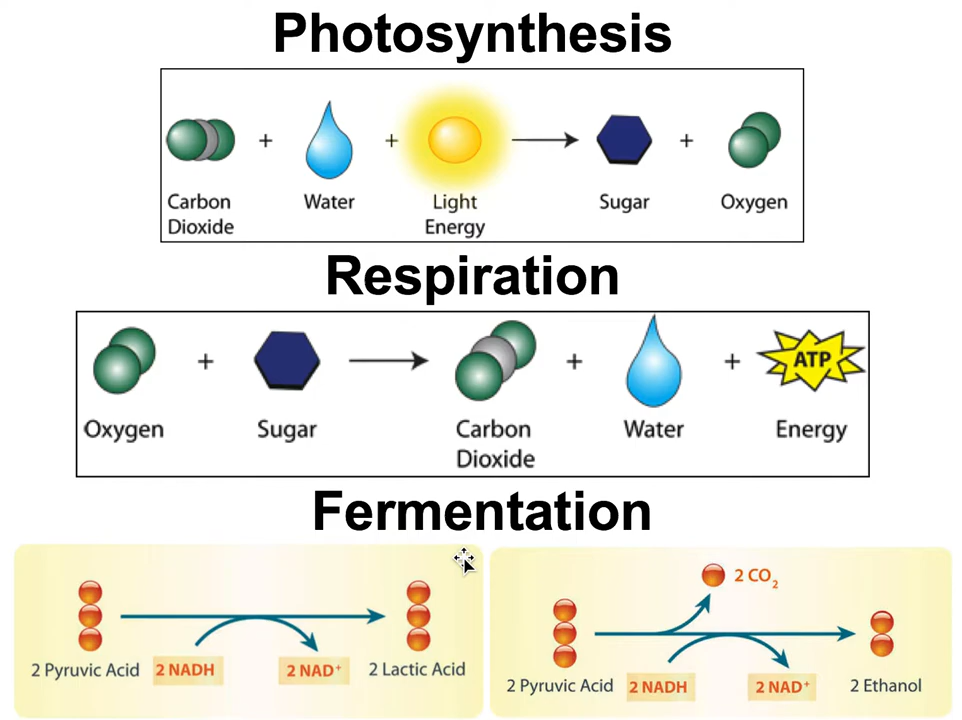 Photosynthesis
+ + + 
Carbon Dioxide
Water
Light Energy
Sugar
Oxygen
Respiration
+ + +
Oxygen
Sugar
Carbon Dioxide
Water
ATP
Energy
Fermentation
2 Pyruvic Acid
2 NADH
2 NAD⁺
2 Lactic Acid
2 CO₂
2 Pyruvic Acid
2 NADH
2 NAD⁺
2 Ethanol